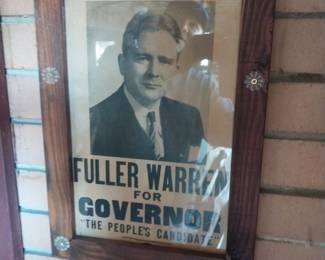 FULLER WARREN
FOR
GOVERNOR
"THE PEOPLE'S CANDIDATE"